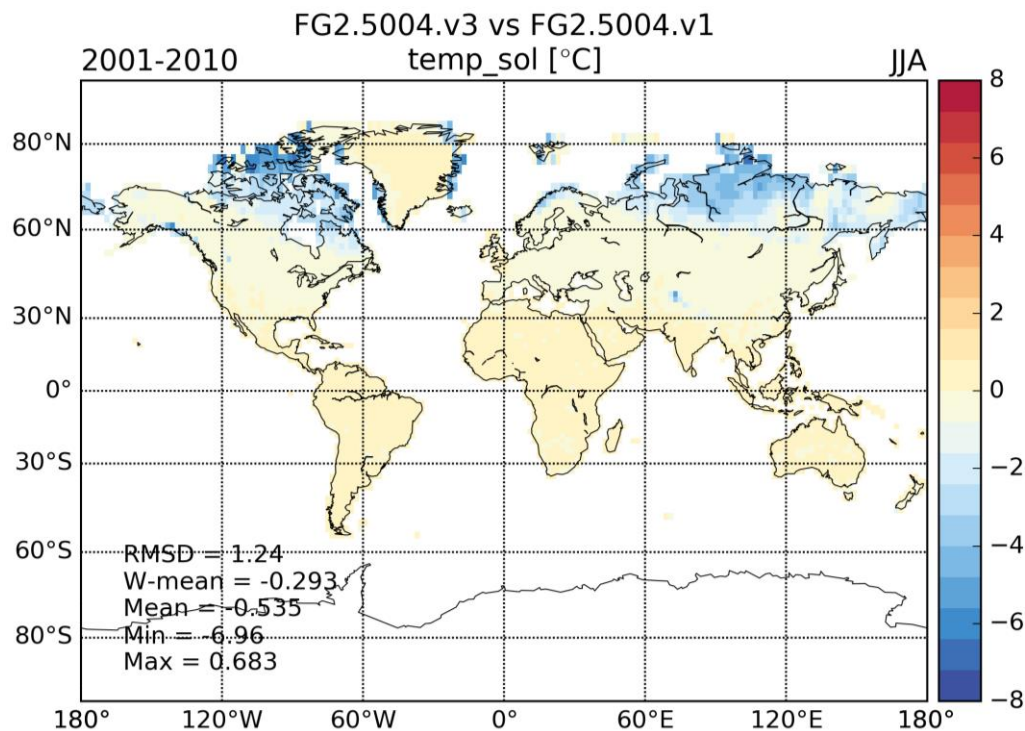 FG2.5004.v3 vs FG2.5004.v1
2001-2010 temp_sol [°C] JJA
80°N
60°N
30°N
0°
30°S
60°S
80°S
RMSD = 1.24
W-mean = -0.293
Mean = -0.535
Min = -6.96
Max = 0.683
180° 120°W 60°W 0° 60°E 120°E 180°
8
6
4
2
0
−2
−4
−6
−8